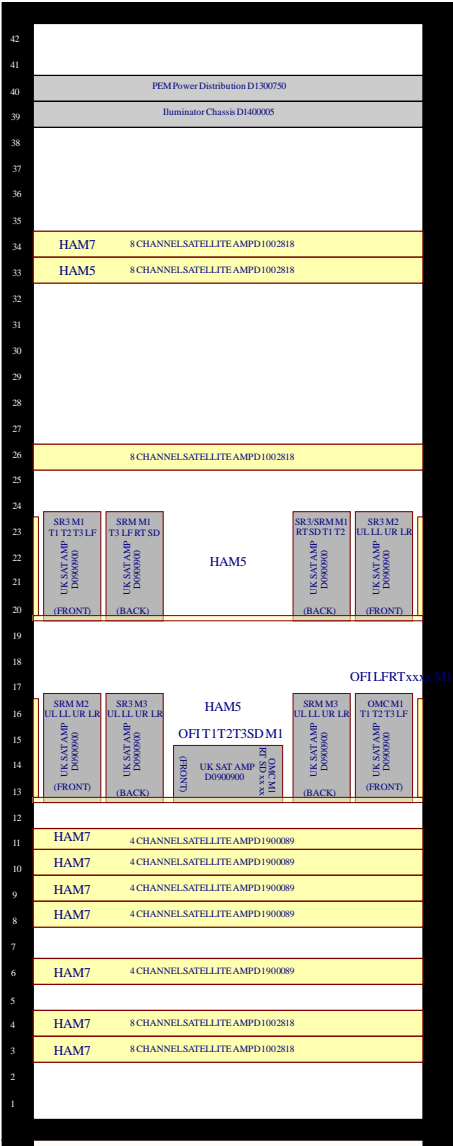 42
41
40 PEM Power Distribution D1300750
39 Iluminator Chassis D1400005
38
37
36
35
34 HAM7 8 CHANNEL SATELLITE AMP D1002818
33 HAM5 8 CHANNEL SATELLITE AMP D1002818
32
31
30
29
28
27
26 8 CHANNEL SATELLITE AMP D1002818
25
24
SR3 M1 SRM M1 SR3/SRM M1 SR3 M2
23 T1 T2 T3 LF T3 LF RT SD RT SD T1 T2 UL LL UR LR
22 HAM5
UK SAT AMP UK SAT AMP UK SAT AMP UK SAT AMP
D0900900 D0900900 D0900900 D0900900
21
20 (FRONT) (BACK) (BACK) (FRONT)
19
18
OFI LF RT xxxx M1
17
SRM M2 SR3 M3 HAM5 SRM M3 OMC M1
16 UL LL UR LR UL LL UR LR UL LL UR LR T1 T2 T3 LF
OFI T1 T2 T3 SD M1
15
UK SAT AMP UK SAT AMP UK SAT AMP UK SAT AMP
D0900900 D0900900 D0900900 D0900900
(FRONT)
UK SAT AMP
D0900900
OMC M1
RT SD xx xx
14
13 (FRONT) (BACK) (BACK) (FRONT)
12
11 HAM7 4 CHANNEL SATELLITE AMP D1900089
10 HAM7 4 CHANNEL SATELLITE AMP D1900089
9 HAM7 4 CHANNEL SATELLITE AMP D1900089
8 HAM7 4 CHANNEL SATELLITE AMP D1900089
7
6 HAM7 4 CHANNEL SATELLITE AMP D1900089
5
4 HAM7 8 CHANNEL SATELLITE AMP D1002818
3 HAM7 8 CHANNEL SATELLITE AMP D1002818
2
1